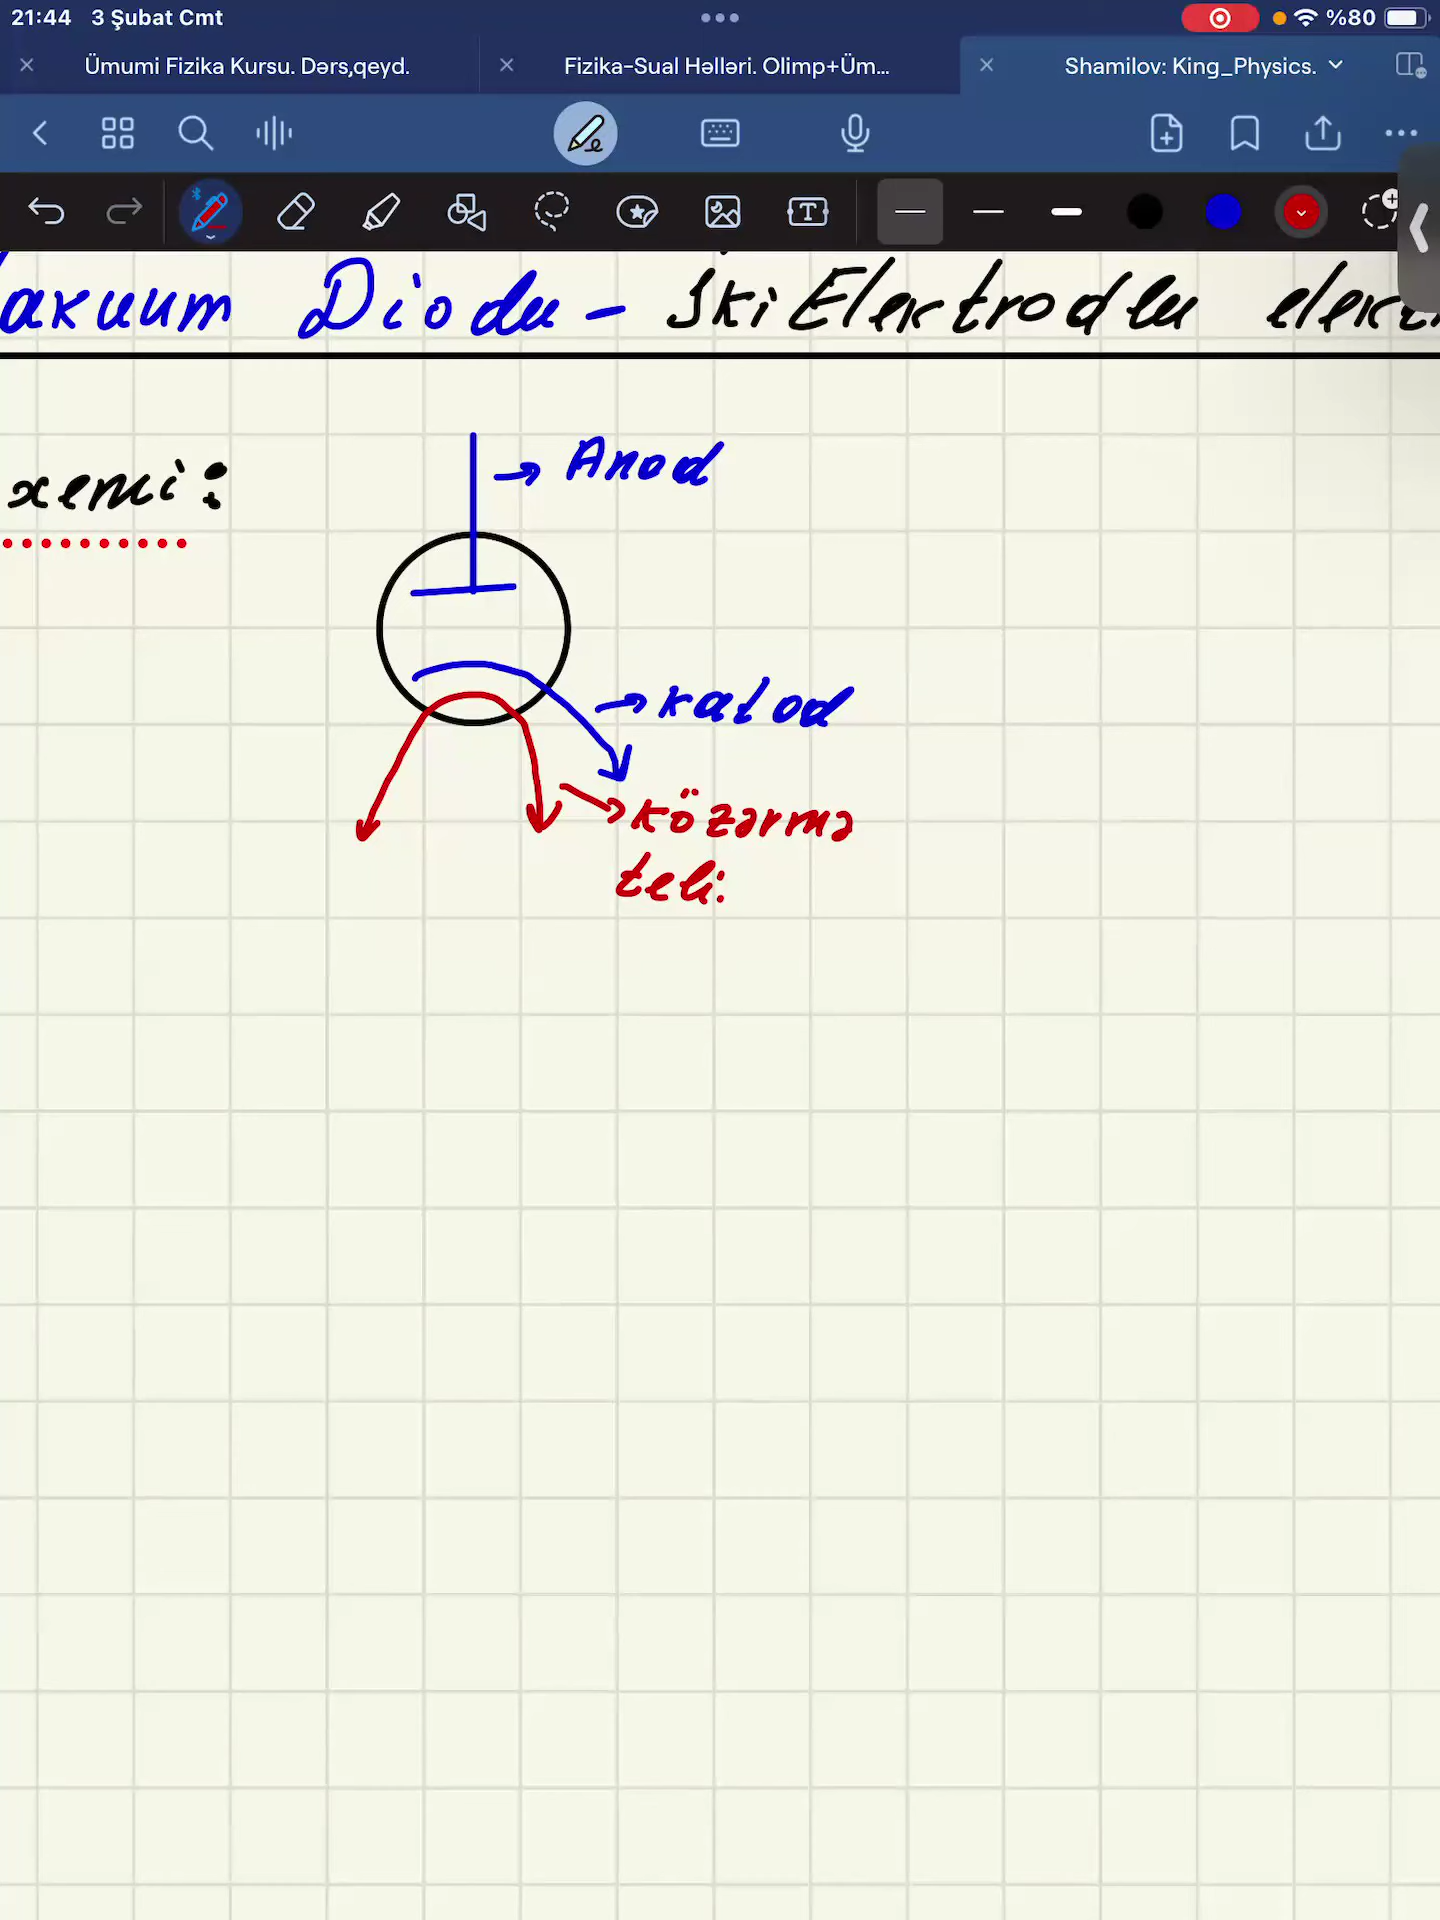 21:44 3 Şubat Cmt %80
Ümumi Fizika Kursu. Dərs,qeyd. Fizika-Sual Həlləri. Olimp+Üm... Shamilov: King_Physics.
akuum Diodu - İki Elektrodlu elekt
xemi:
→ Anod
→ katod
→ közərmə
teli: